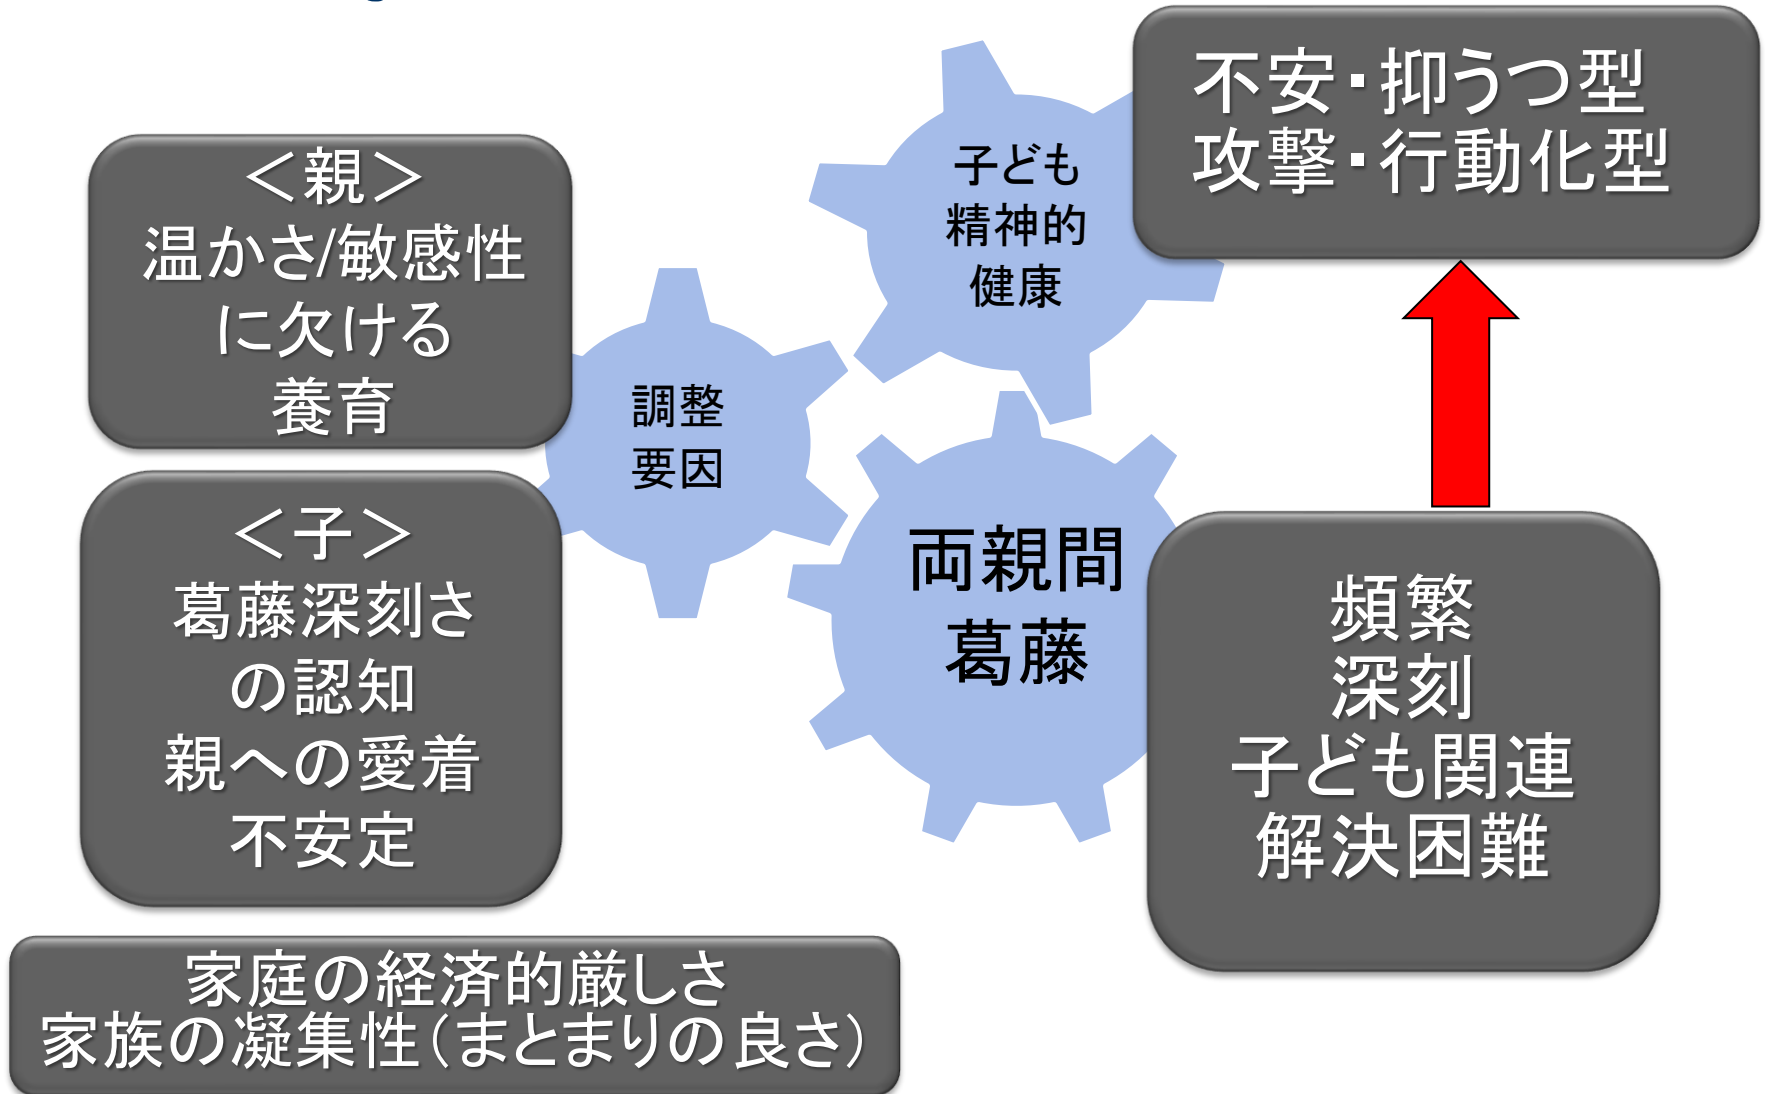 不安・抑うつ型
攻撃・行動化型
＜親＞
温かさ/敏感性
に欠ける
養育
子ども
精神的
健康
調整
要因
＜子＞
葛藤深刻さ
の認知
親への愛着
不安定
両親間
葛藤
頻繁
深刻
子ども関連
解決困難
家庭の経済的厳しさ
家族の凝集性（まとまりの良さ）